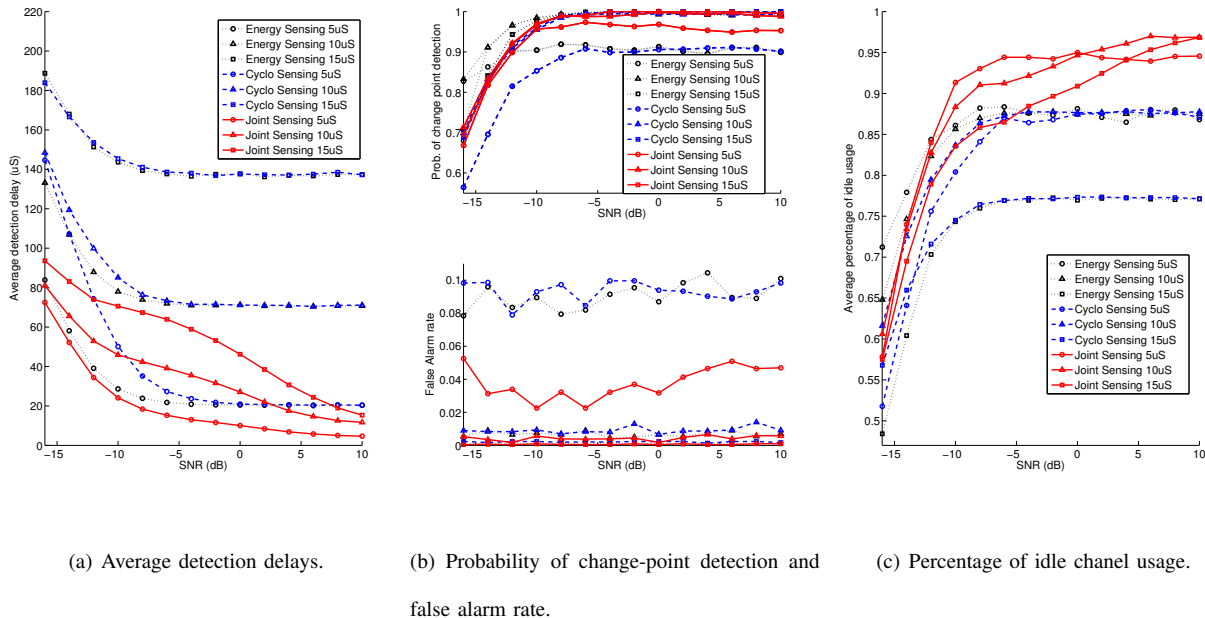 220
200
180
160
140
120
100
80
60
40
20
0
Average detection delay (uS)
−15 −10 −5 0 5 10
SNR (dB)
Energy Sensing 5uS
Energy Sensing 10uS
Energy Sensing 15uS
Cyclo Sensing 5uS
Cyclo Sensing 10uS
Cyclo Sensing 15uS
Joint Sensing 5uS
Joint Sensing 10uS
Joint Sensing 15uS
(a) Average detection delays.
1
0.9
0.8
0.7
0.6
Prob. of change point detection
−15 −10 −5 0 5 10
SNR (dB)
Energy Sensing 5uS
Energy Sensing 10uS
Energy Sensing 15uS
Cyclo Sensing 5uS
Cyclo Sensing 10uS
Cyclo Sensing 15uS
Joint Sensing 5uS
Joint Sensing 10uS
Joint Sensing 15uS
0.1
0.08
0.06
0.04
0.02
0
False Alarm rate
−15 −10 −5 0 5 10
SNR (dB)
(b) Probability of change-point detection and
false alarm rate.
1
0.95
0.9
0.85
0.8
0.75
0.7
0.65
0.6
0.55
0.5
Average percentage of idle usage
−15 −10 −5 0 5 10
SNR (dB)
Energy Sensing 5uS
Energy Sensing 10uS
Energy Sensing 15uS
Cyclo Sensing 5uS
Cyclo Sensing 10uS
Cyclo Sensing 15uS
Joint Sensing 5uS
Joint Sensing 10uS
Joint Sensing 15uS
(c) Percentage of idle chanel usage.